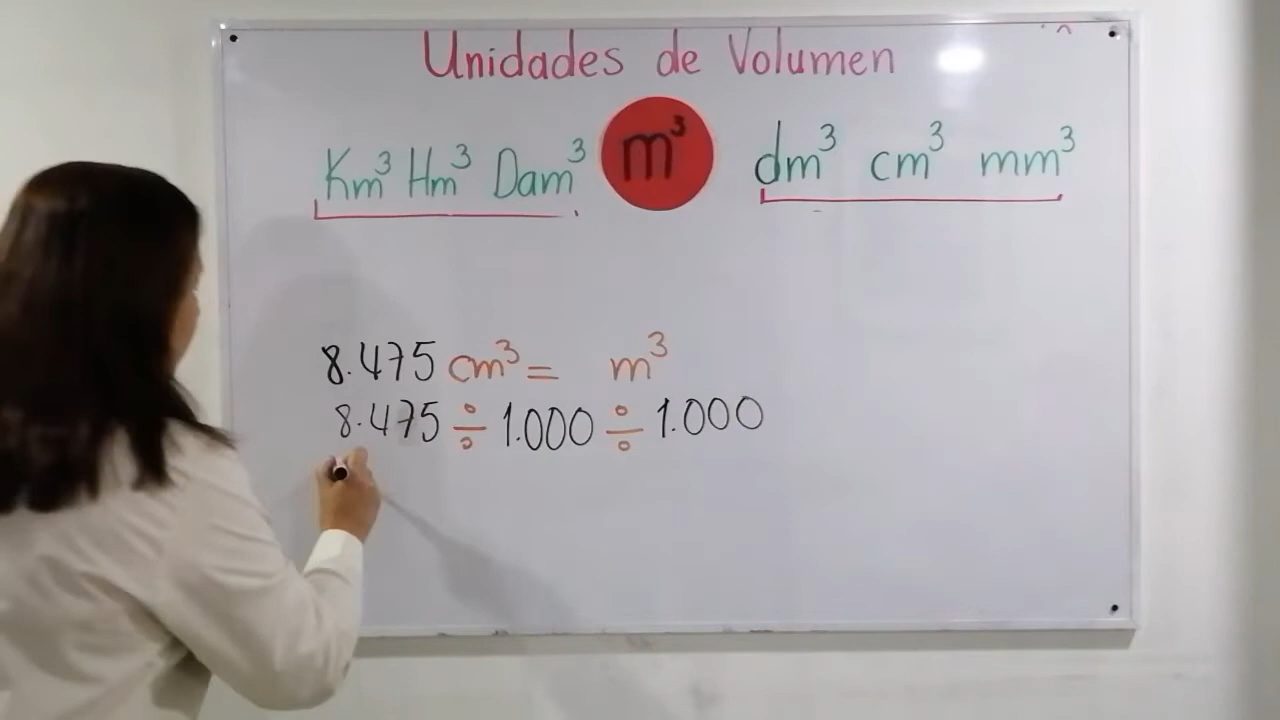 Unidades de Volumen
Km³ Hm³ Dam³ m³ dm³ cm³ mm³
8.475 cm³ = m³
8.475 ÷ 1.000 ÷ 1.000